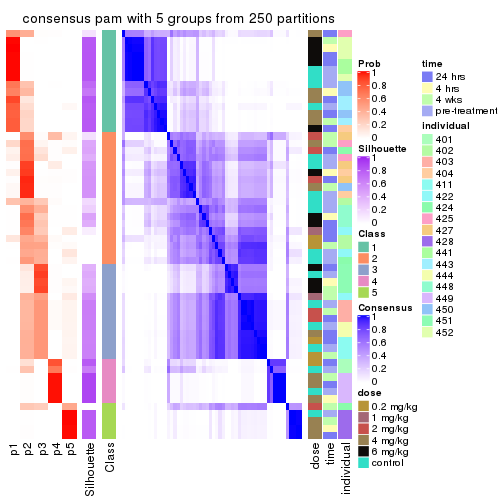 consensus pam with 5 groups from 250 partitions
Prob
1
0.8
0.6
0.4
0.2
0
Silhouette
1
0.8
0.6
0.4
0.2
0
Class
1
2
3
4
5
Consensus
1
0.8
0.6
0.4
0.2
0
dose
0.2 mg/kg
1 mg/kg
2 mg/kg
4 mg/kg
6 mg/kg
control
time
24 hrs
4 hrs
4 wks
pre-treatment
individual
401
402
403
404
411
422
424
425
427
428
441
443
444
448
449
450
451
452
p1
p2
p3
p4
p5
Silhouette
Class
dose
time
individual